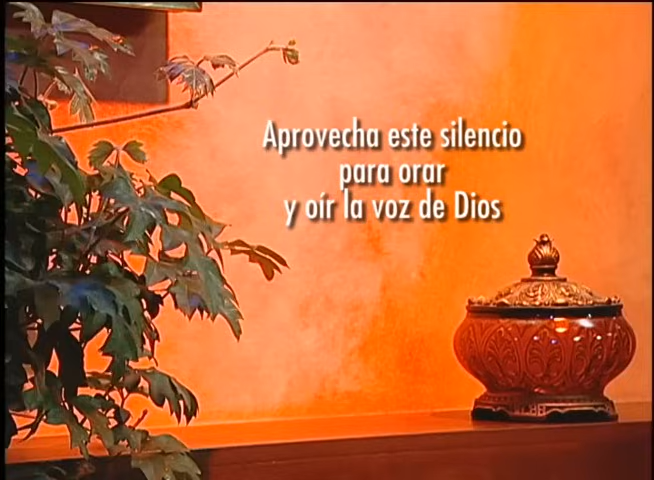 Aprovecha este silencio
para orar
y oír la voz de Dios